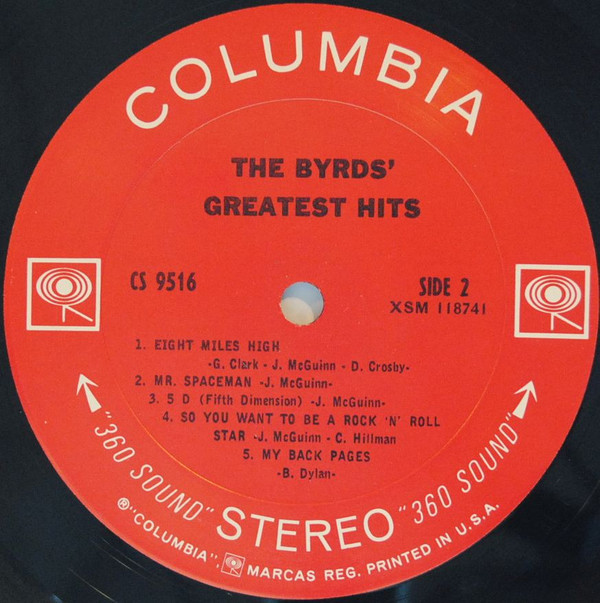 COLUMBIA
THE BYRDS'
GREATEST HITS
CS 9516
SIDE 2
XSM 118741
1. EIGHT MILES HIGH
-G. Clark - J. McGuinn - D. Crosby-
2. MR. SPACEMAN -J. McGuinn-
3. 5 D (Fifth Dimension) -J. McGuinn-
4. SO YOU WANT TO BE A ROCK 'N' ROLL
STAR -J. McGuinn - C. Hillman
5. MY BACK PAGES
-B. Dylan-
"360 SOUND" STEREO "360 SOUND"
®"COLUMBIA", MARCAS REG. PRINTED IN U.S.A.